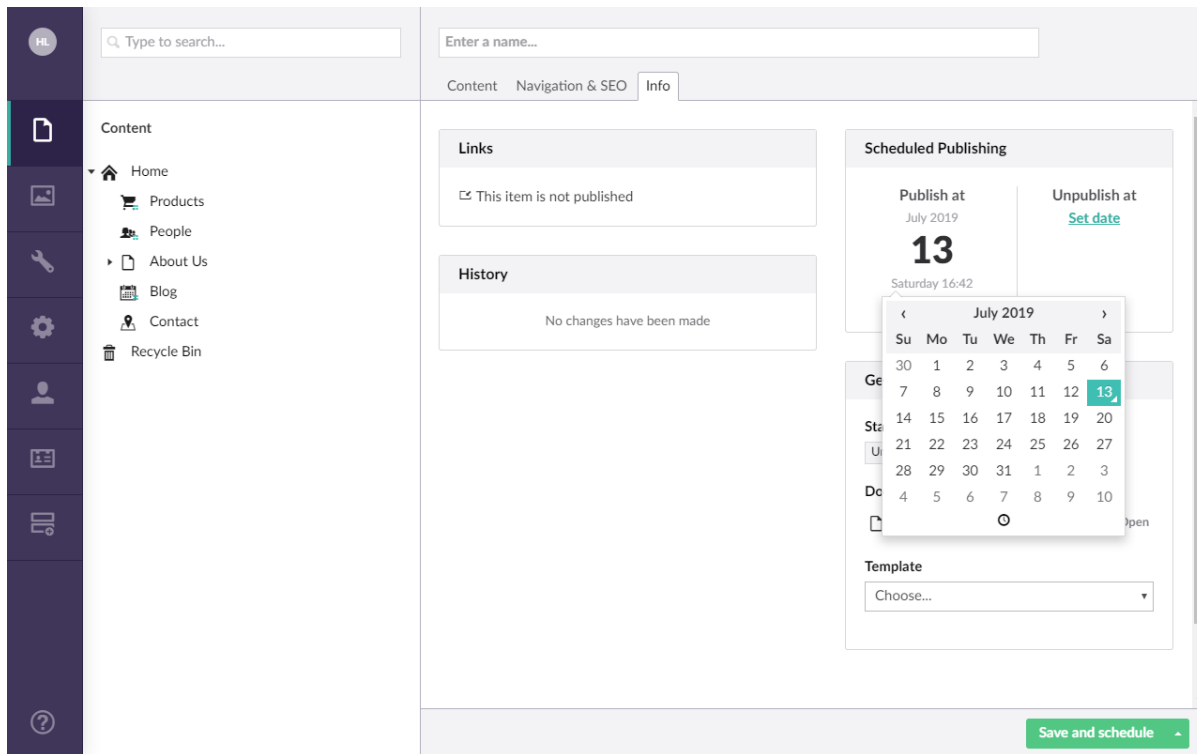 HL
Type to search...
Content
Home
Products
People
About Us
Blog
Contact
Recycle Bin
Enter a name...
Content Navigation & SEO Info
Links
This item is not published
History
No changes have been made
Scheduled Publishing
Publish at
July 2019
13
Saturday 16:42
Unpublish at
Set date
‹ July 2019 ›
Su Mo Tu We Th Fr Sa
30 1 2 3 4 5 6
7 8 9 10 11 12 13
14 15 16 17 18 19 20
21 22 23 24 25 26 27
28 29 30 31 1 2 3
4 5 6 7 8 9 10
Ge
Sta
Do
Open
Template
Choose...
Save and schedule